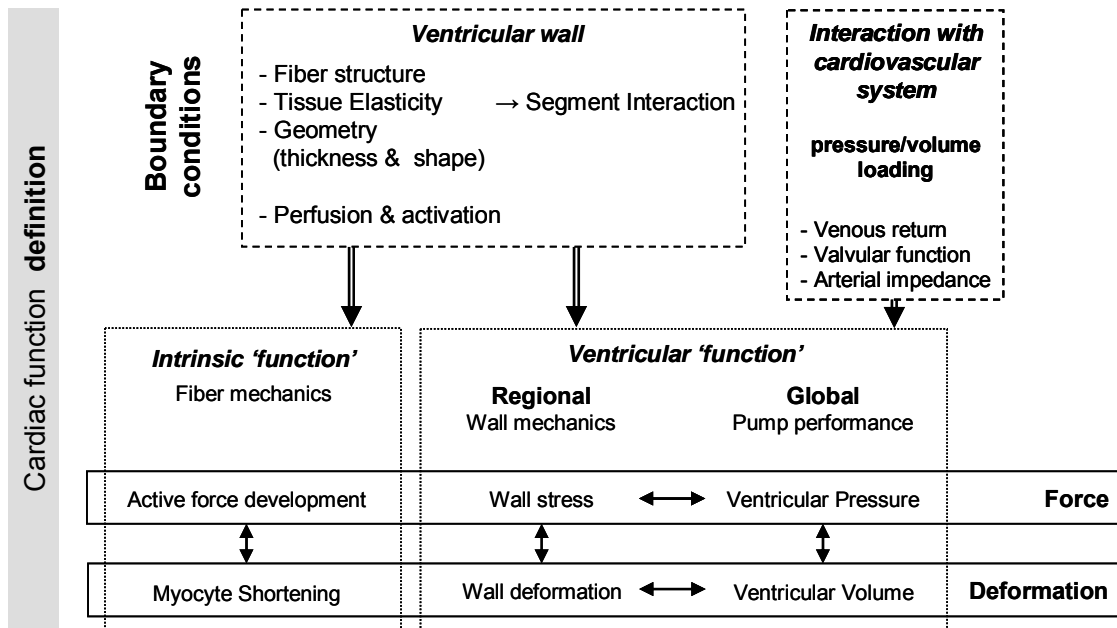 Cardiac function definition
Boundary
conditions
Ventricular wall
- Fiber structure
- Tissue Elasticity → Segment Interaction
- Geometry
(thickness & shape)
- Perfusion & activation
Interaction with
cardiovascular
system
pressure/volume
loading
- Venous return
- Valvular function
- Arterial impedance
Intrinsic ‘function’
Fiber mechanics
Ventricular ‘function’
Regional
Wall mechanics
Global
Pump performance
Active force development
Wall stress
Ventricular Pressure
Force
Myocyte Shortening
Wall deformation
Ventricular Volume
Deformation